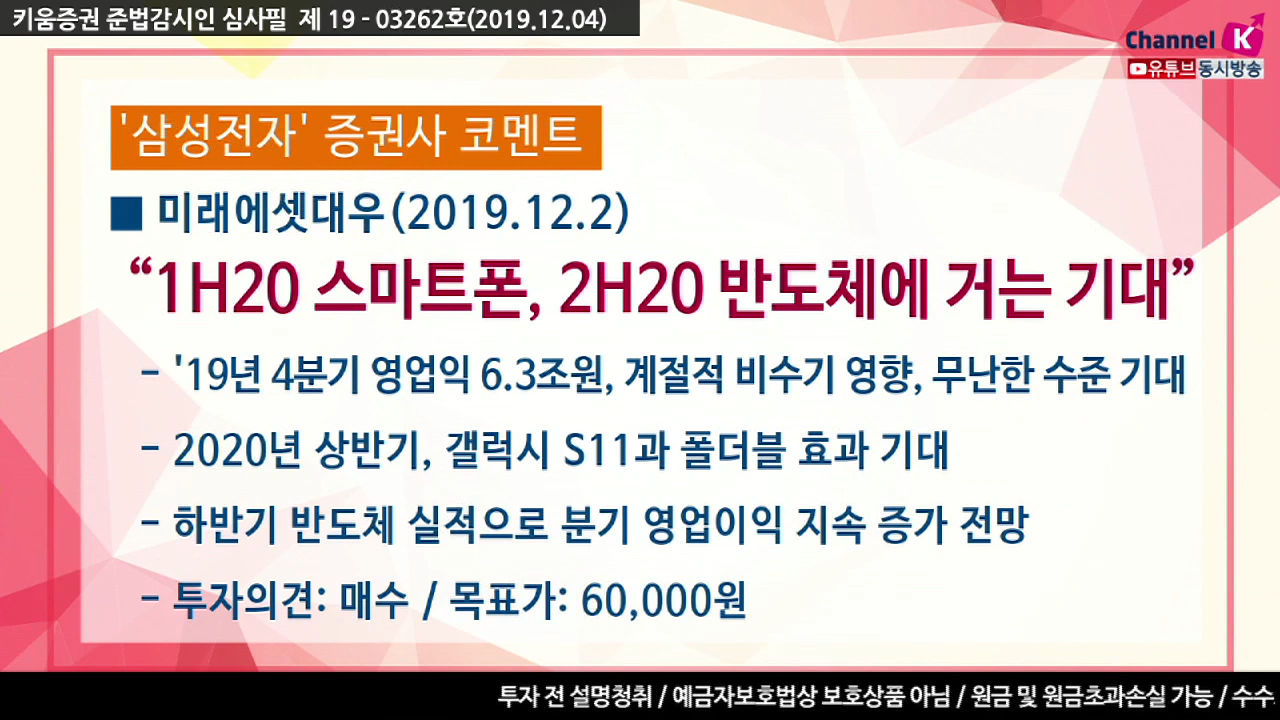 키움증권 준법감시인 심사필 제 19 - 03262호(2019.12.04)
Channel K
유튜브 동시방송
'삼성전자' 증권사 코멘트
■ 미래에셋대우(2019.12.2)
“1H20 스마트폰, 2H20 반도체에 거는 기대”
- '19년 4분기 영업익 6.3조원, 계절적 비수기 영향, 무난한 수준 기대
- 2020년 상반기, 갤럭시 S11과 폴더블 효과 기대
- 하반기 반도체 실적으로 분기 영업이익 지속 증가 전망
- 투자의견: 매수 / 목표가: 60,000원
투자 전 설명청취 / 예금자보호법상 보호상품 아님 / 원금 및 원금초과손실 가능 / 수수